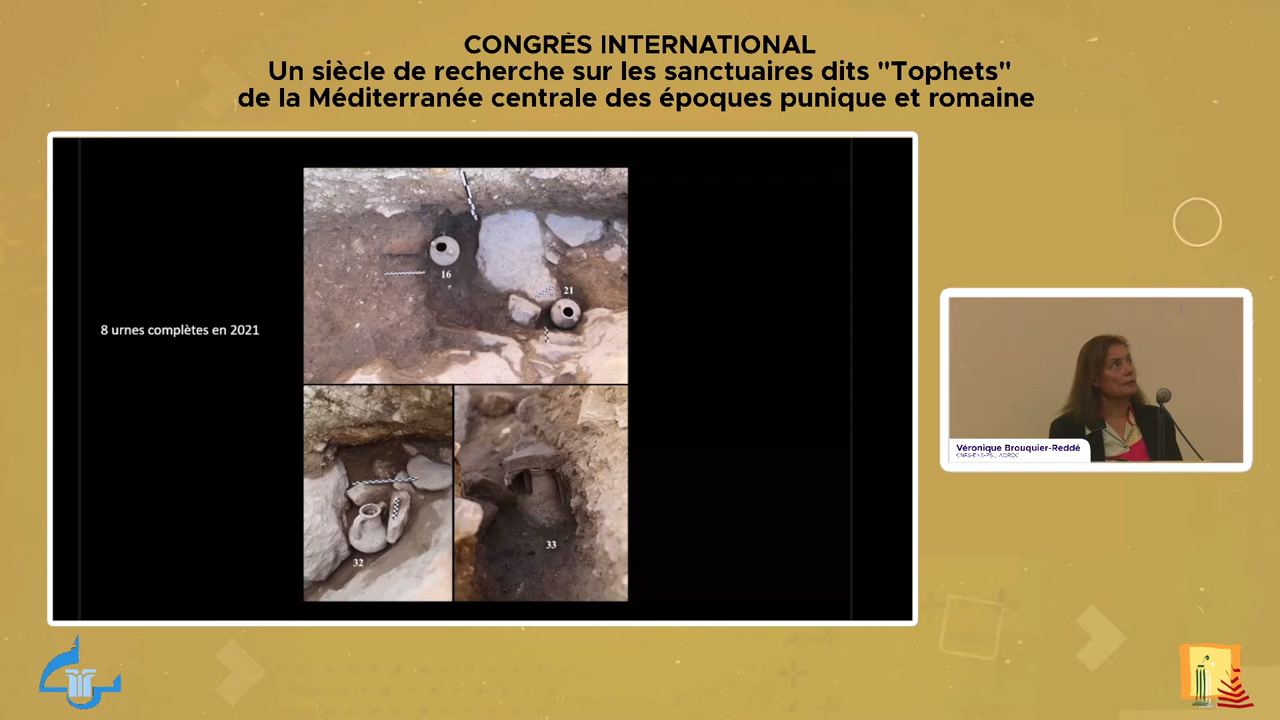 CONGRÈS INTERNATIONAL
Un siècle de recherche sur les sanctuaires dits "Tophets"
de la Méditerranée centrale des époques punique et romaine
8 urnes complètes en 2021
16
21
32
33
Véronique Brouquier-Reddé